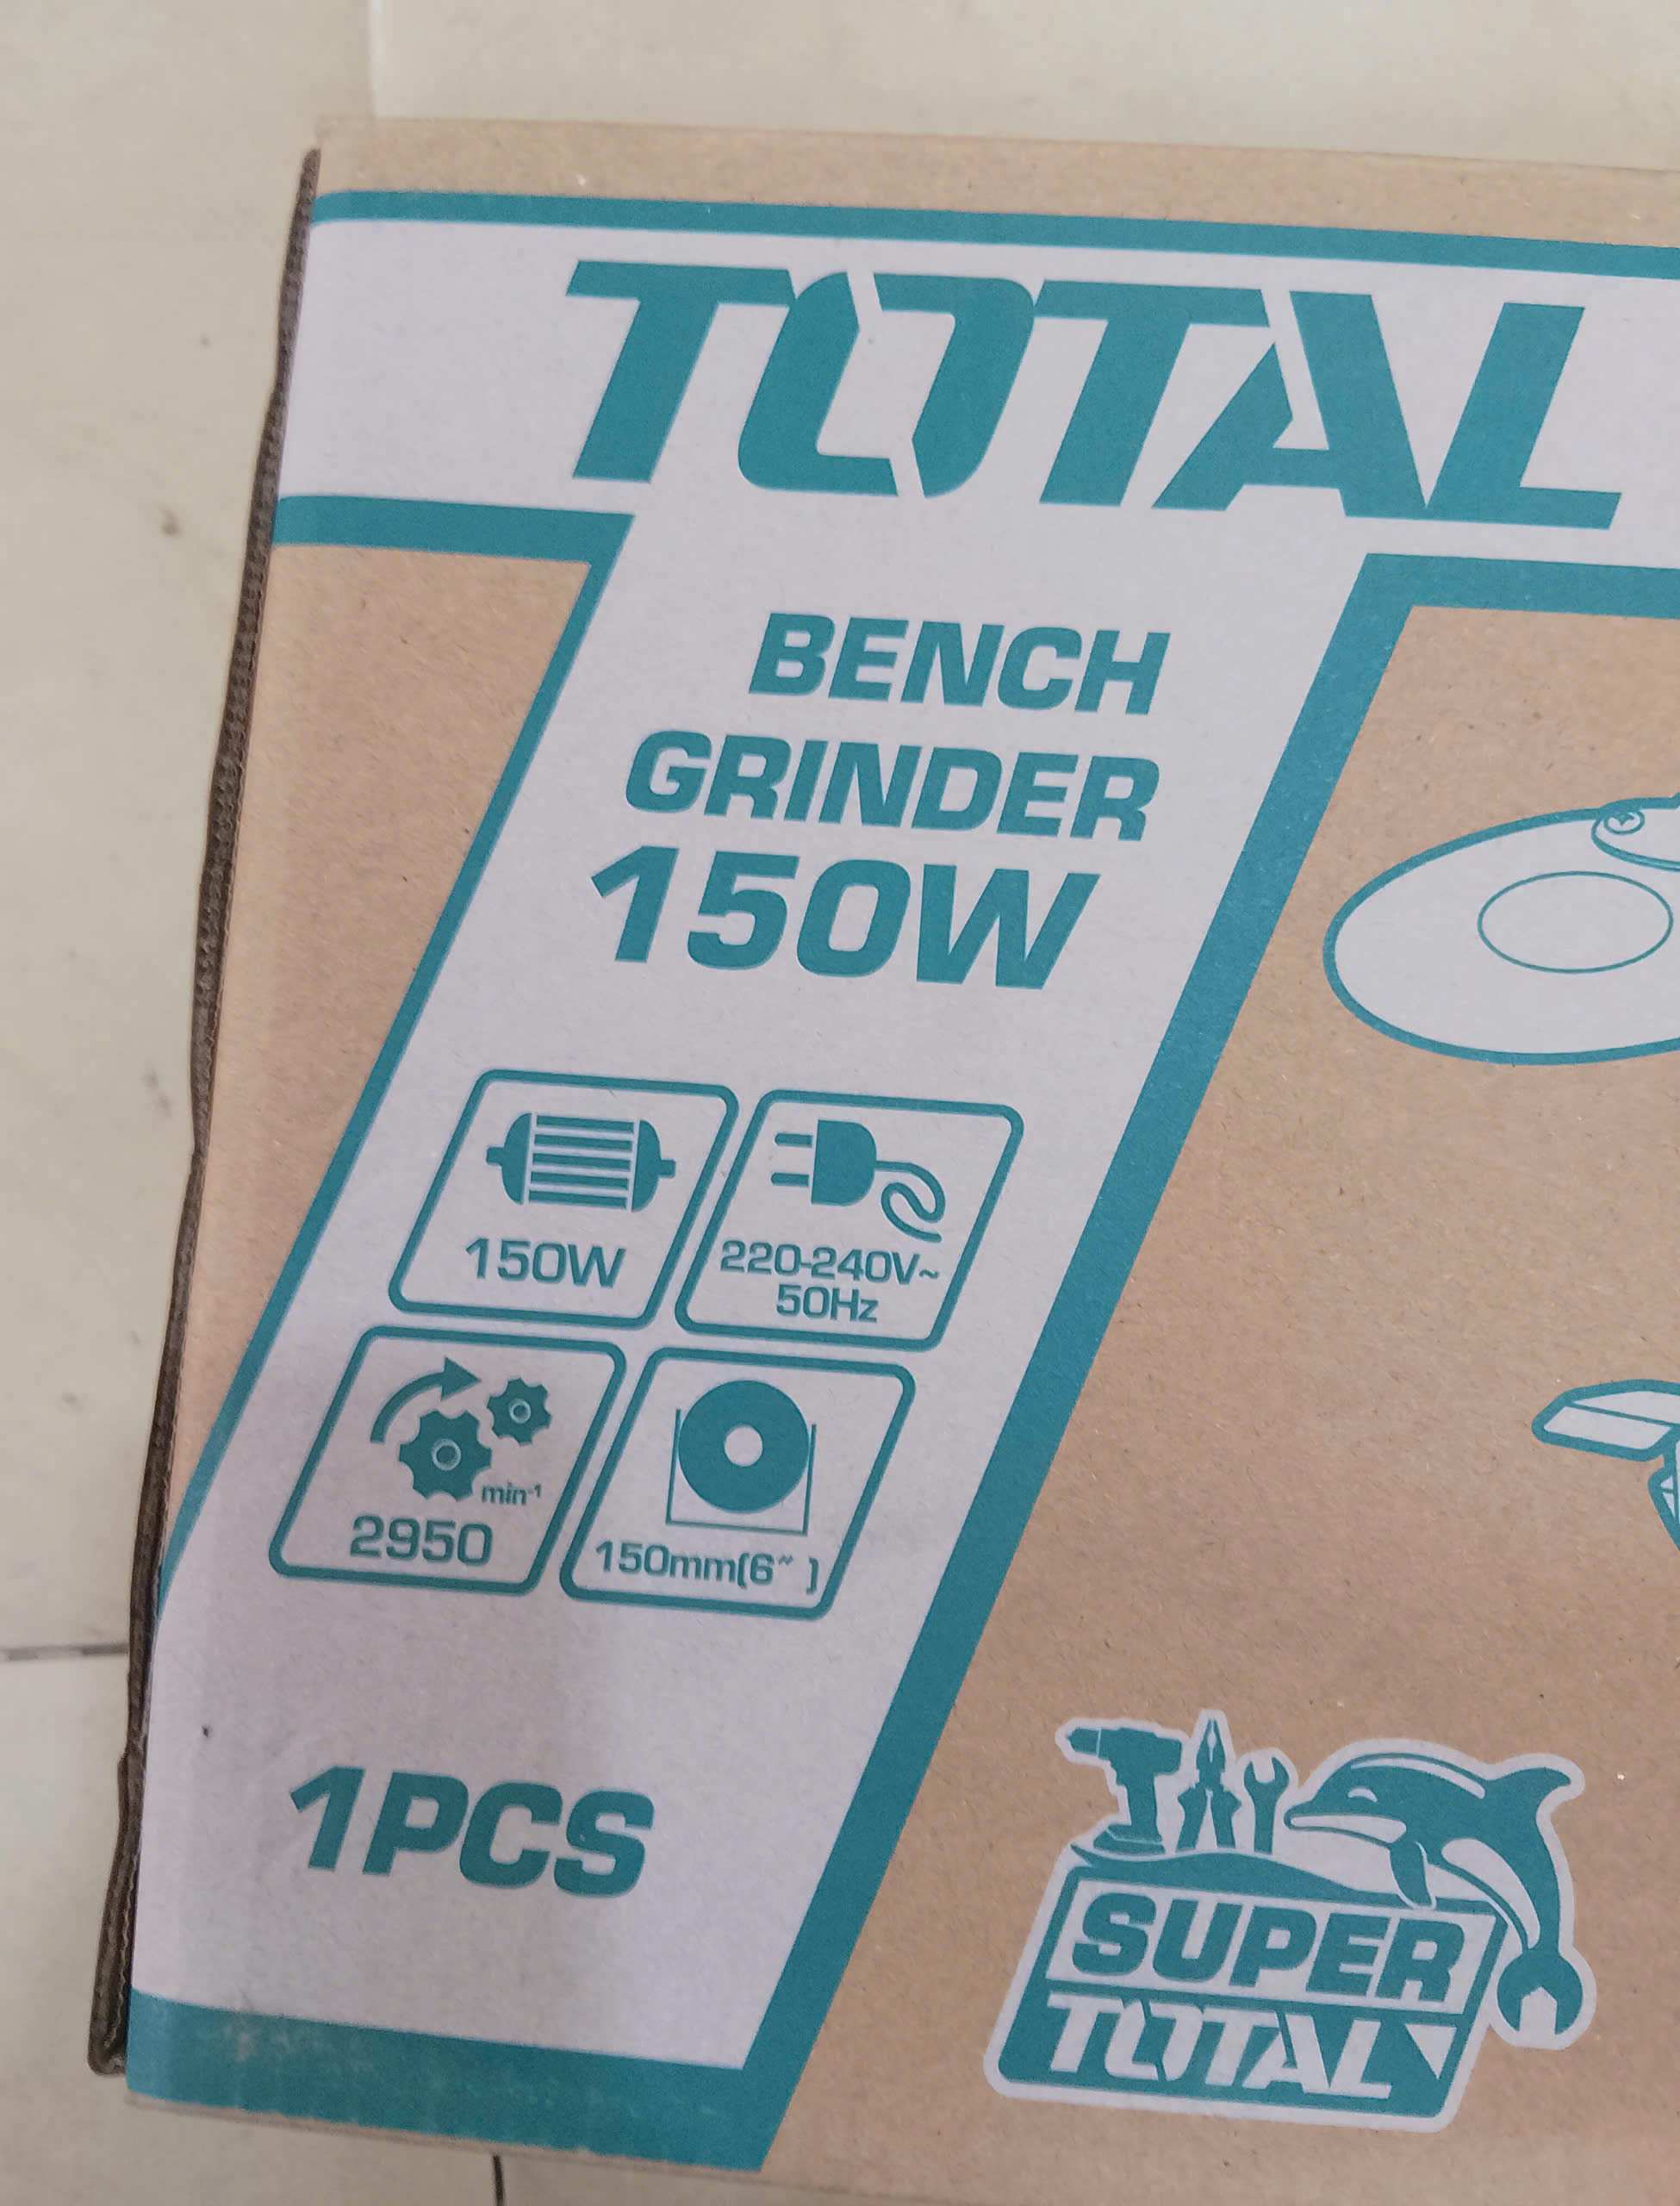 TOTAL
BENCH
GRINDER
150W
150W
220-240V~
50Hz
min-1
2950
150mm(6″ )
1PCS
SUPER
TOTAL